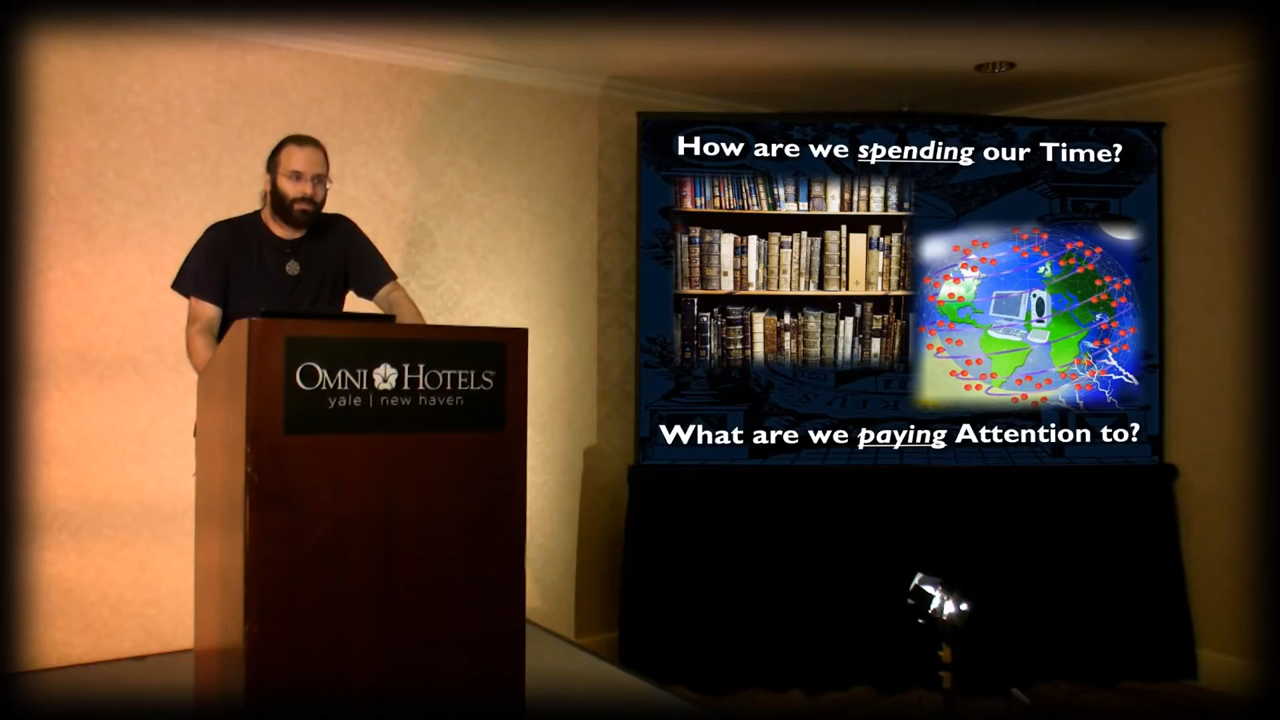 How are we spending our Time?
OMNI HOTELS
yale | new haven
What are we paying Attention to?